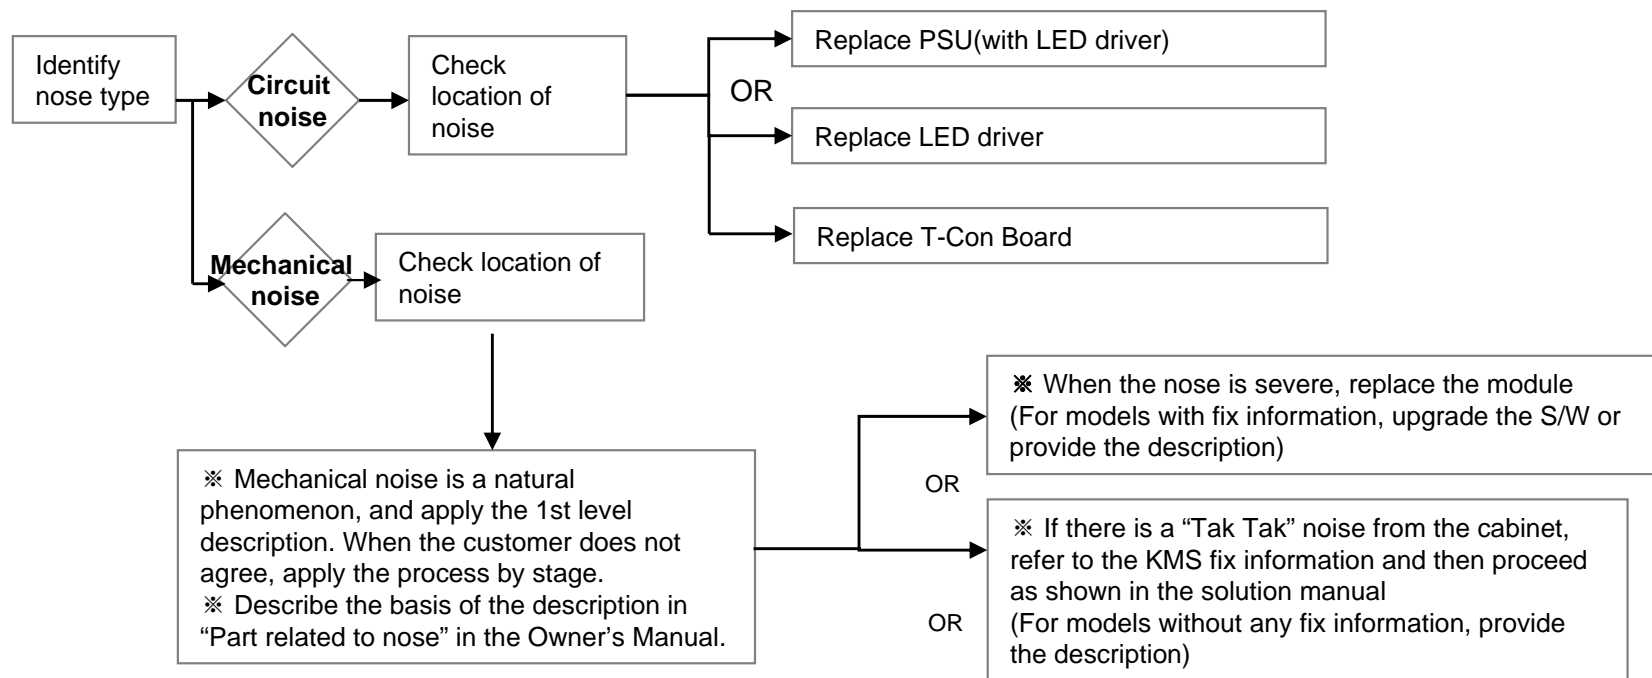 Identify
nose type
Circuit
noise
Check
location of
noise
Replace PSU(with LED driver)
OR
Replace LED driver
Replace T-Con Board
Mechanical
noise
Check location of
noise
※ Mechanical noise is a natural
phenomenon, and apply the 1st level
description. When the customer does not
agree, apply the process by stage.
※ Describe the basis of the description in
“Part related to nose” in the Owner’s Manual.
※ When the nose is severe, replace the module
(For models with fix information, upgrade the S/W or
provide the description)
OR
※ If there is a “Tak Tak” noise from the cabinet,
refer to the KMS fix information and then proceed
as shown in the solution manual
(For models without any fix information, provide
the description)
OR